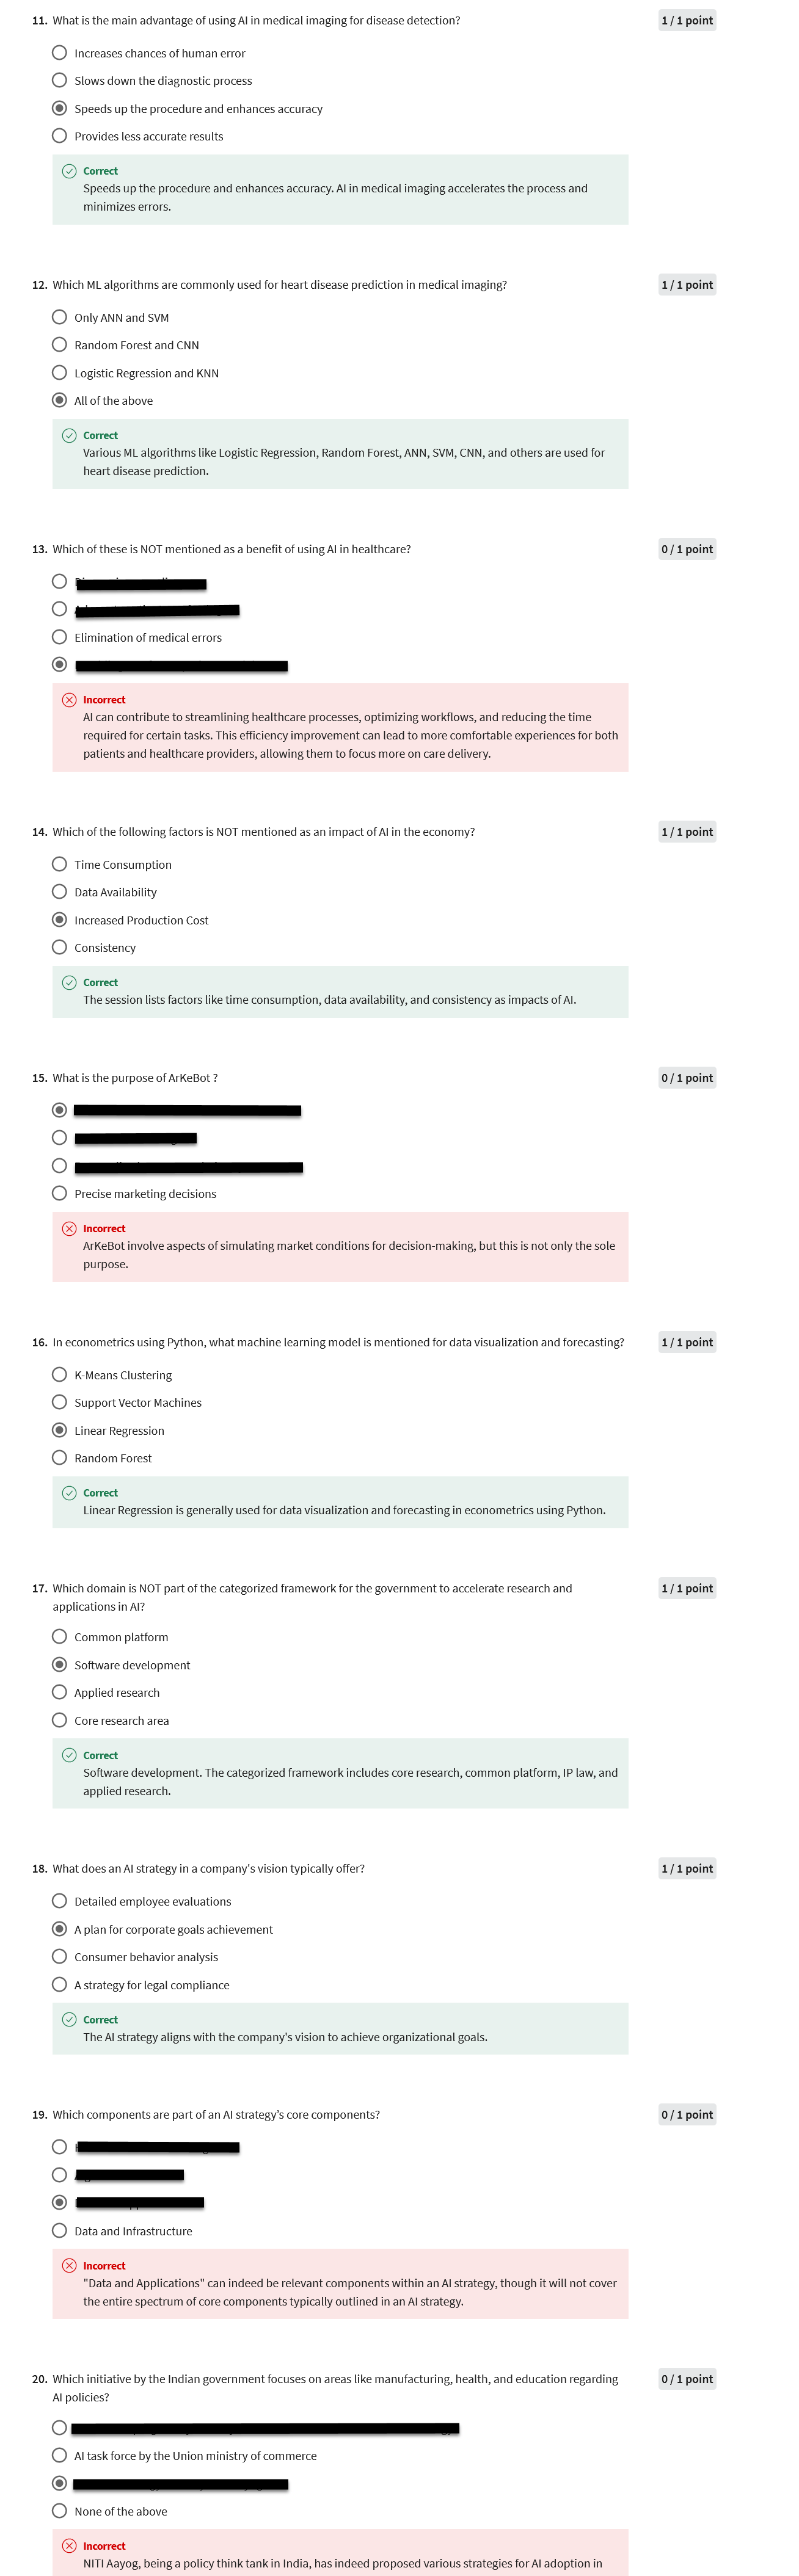 11. What is the main advantage of using AI in medical imaging for disease detection?
1 / 1 point
Increases chances of human error
Slows down the diagnostic process
Speeds up the procedure and enhances accuracy
Provides less accurate results
Correct
Speeds up the procedure and enhances accuracy. AI in medical imaging accelerates the process and
minimizes errors.
12. Which ML algorithms are commonly used for heart disease prediction in medical imaging?
1 / 1 point
Only ANN and SVM
Random Forest and CNN
Logistic Regression and KNN
All of the above
Correct
Various ML algorithms like Logistic Regression, Random Forest, ANN, SVM, CNN, and others are used for
heart disease prediction.
13. Which of these is NOT mentioned as a benefit of using AI in healthcare?
0 / 1 point
Elimination of medical errors
Incorrect
AI can contribute to streamlining healthcare processes, optimizing workflows, and reducing the time
required for certain tasks. This efficiency improvement can lead to more comfortable experiences for both
patients and healthcare providers, allowing them to focus more on care delivery.
14. Which of the following factors is NOT mentioned as an impact of AI in the economy?
1 / 1 point
Time Consumption
Data Availability
Increased Production Cost
Consistency
Correct
The session lists factors like time consumption, data availability, and consistency as impacts of AI.
15. What is the purpose of ArKeBot ?
0 / 1 point
Precise marketing decisions
Incorrect
ArKeBot involve aspects of simulating market conditions for decision-making, but this is not only the sole
purpose.
16. In econometrics using Python, what machine learning model is mentioned for data visualization and forecasting?
1 / 1 point
K-Means Clustering
Support Vector Machines
Linear Regression
Random Forest
Correct
Linear Regression is generally used for data visualization and forecasting in econometrics using Python.
17. Which domain is NOT part of the categorized framework for the government to accelerate research and
applications in AI?
1 / 1 point
Common platform
Software development
Applied research
Core research area
Correct
Software development. The categorized framework includes core research, common platform, IP law, and
applied research.
18. What does an AI strategy in a company's vision typically offer?
1 / 1 point
Detailed employee evaluations
A plan for corporate goals achievement
Consumer behavior analysis
A strategy for legal compliance
Correct
The AI strategy aligns with the company's vision to achieve organizational goals.
19. Which components are part of an AI strategy's core components?
0 / 1 point
Data and Infrastructure
Incorrect
"Data and Applications" can indeed be relevant components within an AI strategy, though it will not cover
the entire spectrum of core components typically outlined in an AI strategy.
20. Which initiative by the Indian government focuses on areas like manufacturing, health, and education regarding
AI policies?
0 / 1 point
AI task force by the Union ministry of commerce
None of the above
Incorrect
NITI Aayog, being a policy think tank in India, has indeed proposed various strategies for AI adoption in